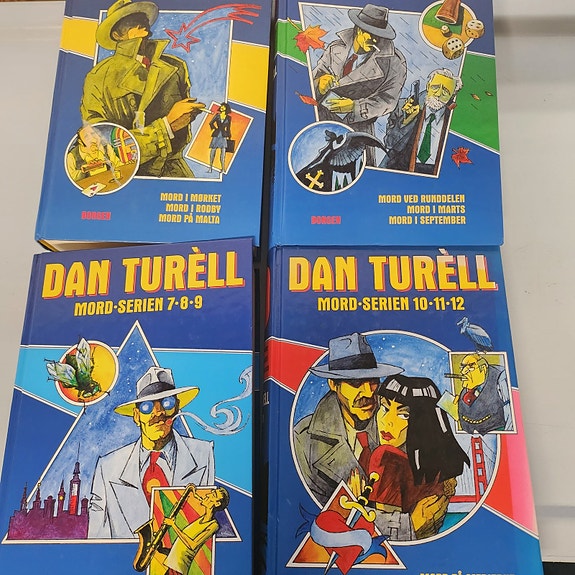 MORD I MØRKET
MORD I RODBY
MORD PÅ MALTA
BORGEN
MORD VED RUNDDELEN
MORD I MARTS
MORD I SEPTEMBER
BORGEN
DAN TURÈLL
MORD-SERIEN 7-8-9
DAN TURÈLL
MORD-SERIEN 10-11-12